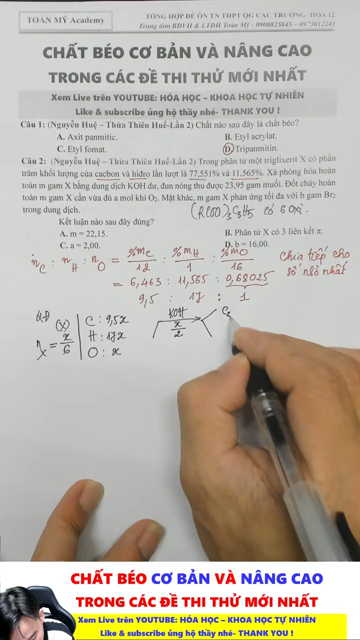 TOÁN MỸ Academy
TỔNG HỢP ĐỀ ÔN TN THPT QG CÁC TRƯỜNG- HÓA 12
Trung tâm BDVH & LTDH Toán Mỹ - 0908825845 - 0973012241
CHẤT BÉO CƠ BẢN VÀ NÂNG CAO
TRONG CÁC ĐỀ THI THỬ MỚI NHẤT
Xem Live trên YOUTUBE: HÓA HỌC – KHOA HỌC TỰ NHIÊN
Like & subscribe ủng hộ thầy nhé- THANK YOU !
Câu 1: (Nguyễn Huệ – Thừa Thiên Huế-Lần 2) Chất nào sau đây là chất béo?
A. Axit panmitic. B. Etyl acrylat.
C. Etyl fomat. D. Tripanmitin.
Câu 2: (Nguyễn Huệ – Thừa Thiên Huế-Lần 2) Trong phân tử một triglixerit X có phần
trăm khối lượng của cacbon và hidro lần lượt là 77,551% và 11,565%. Xà phòng hóa hoàn
toàn m gam X bằng dung dịch KOH dư, đun nóng thu được 23,95 gam muối. Đốt cháy hoàn
toàn m gam X cần vừa đủ a mol khí O2. Mặt khác, m gam X phản ứng tối đa với b gam Br2
trong dung dịch. (RCOO)3C3H5 có 6 Oxi.
Kết luận nào sau đây đúng?
A. m = 22,15. B. Phân tử X có 3 liên kết π.
C. a = 2,00. D. b = 16,00.
nC : nH : nO = %mC/12 : %mH/1 : %mO/16 chia tiếp cho
= 6,463 : 11,565 : 0,68025 số nhỏ nhất
9,5 : 17 : 1
(X) C : 9,5x KOH
nX = x/6 H : 17x x/2
O : x
CHẤT BÉO CƠ BẢN VÀ NÂNG CAO
TRONG CÁC ĐỀ THI THỬ MỚI NHẤT
Xem Live trên YOUTUBE: HÓA HỌC – KHOA HỌC TỰ NHIÊN
Like & subscribe ủng hộ thầy nhé- THANK YOU !